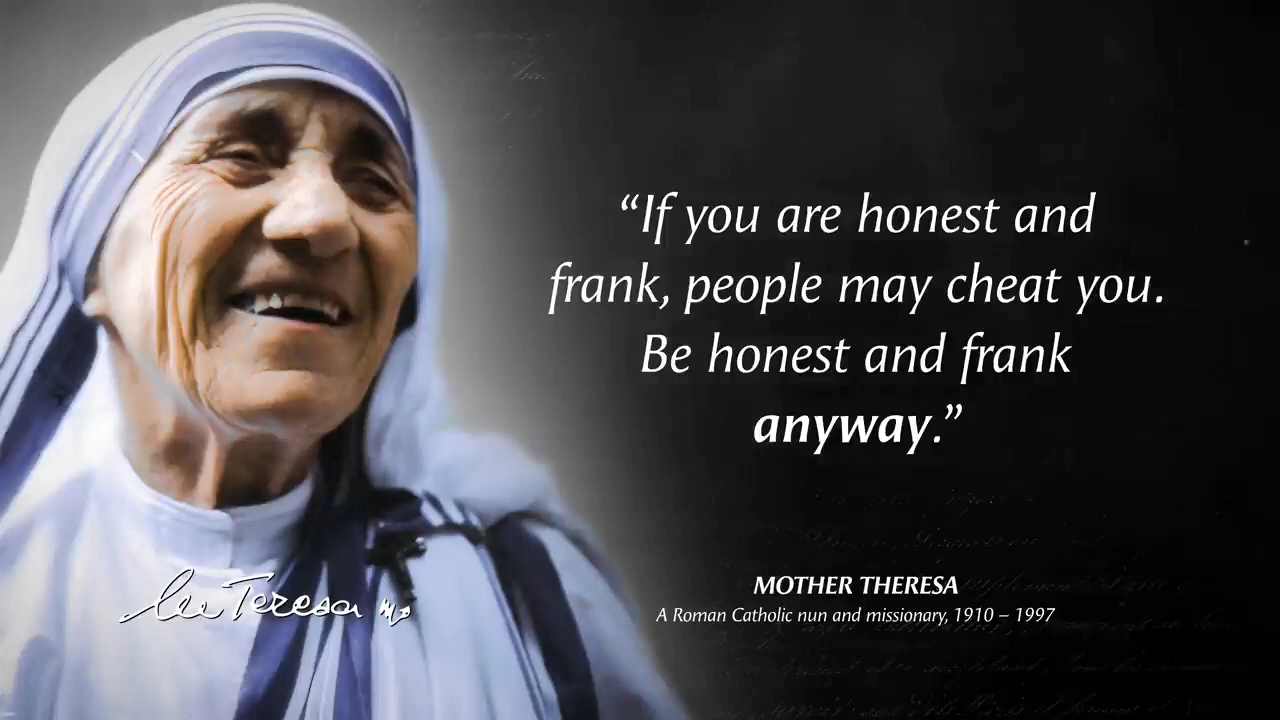 “If you are honest and
frank, people may cheat you.
Be honest and frank
anyway.”
MOTHER THERESA
A Roman Catholic nun and missionary, 1910 – 1997
Teresa